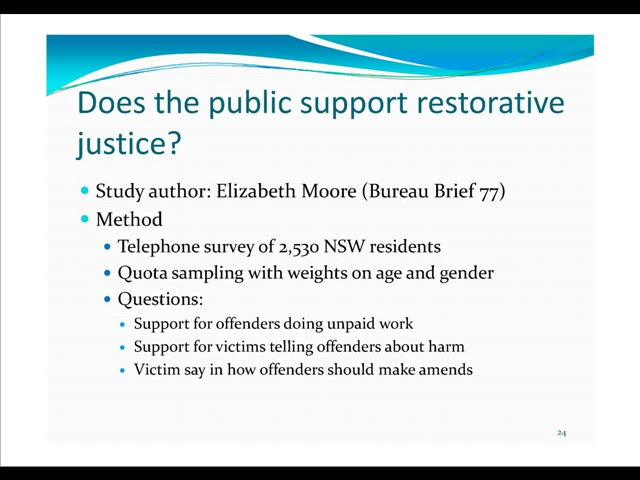 Does the public support restorative
justice?
Study author: Elizabeth Moore (Bureau Brief 77)
Method
Telephone survey of 2,530 NSW residents
Quota sampling with weights on age and gender
Questions:
Support for offenders doing unpaid work
Support for victims telling offenders about harm
Victim say in how offenders should make amends
24